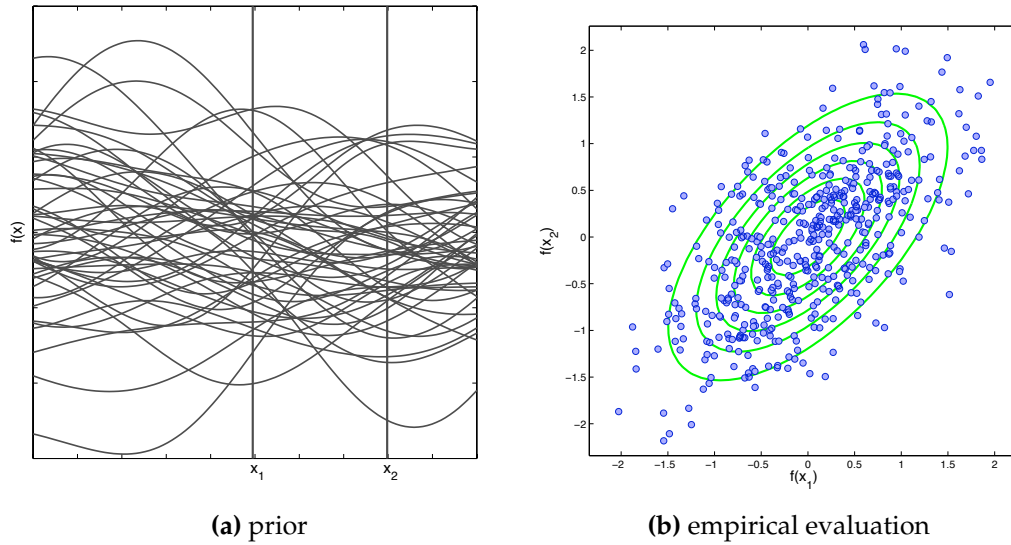 f(x)
x1
x2
(a) prior
f(x2)
2
1.5
1
0.5
0
−0.5
−1
−1.5
−2
−2 −1.5 −1 −0.5 0 0.5 1 1.5 2
f(x1)
(b) empirical evaluation